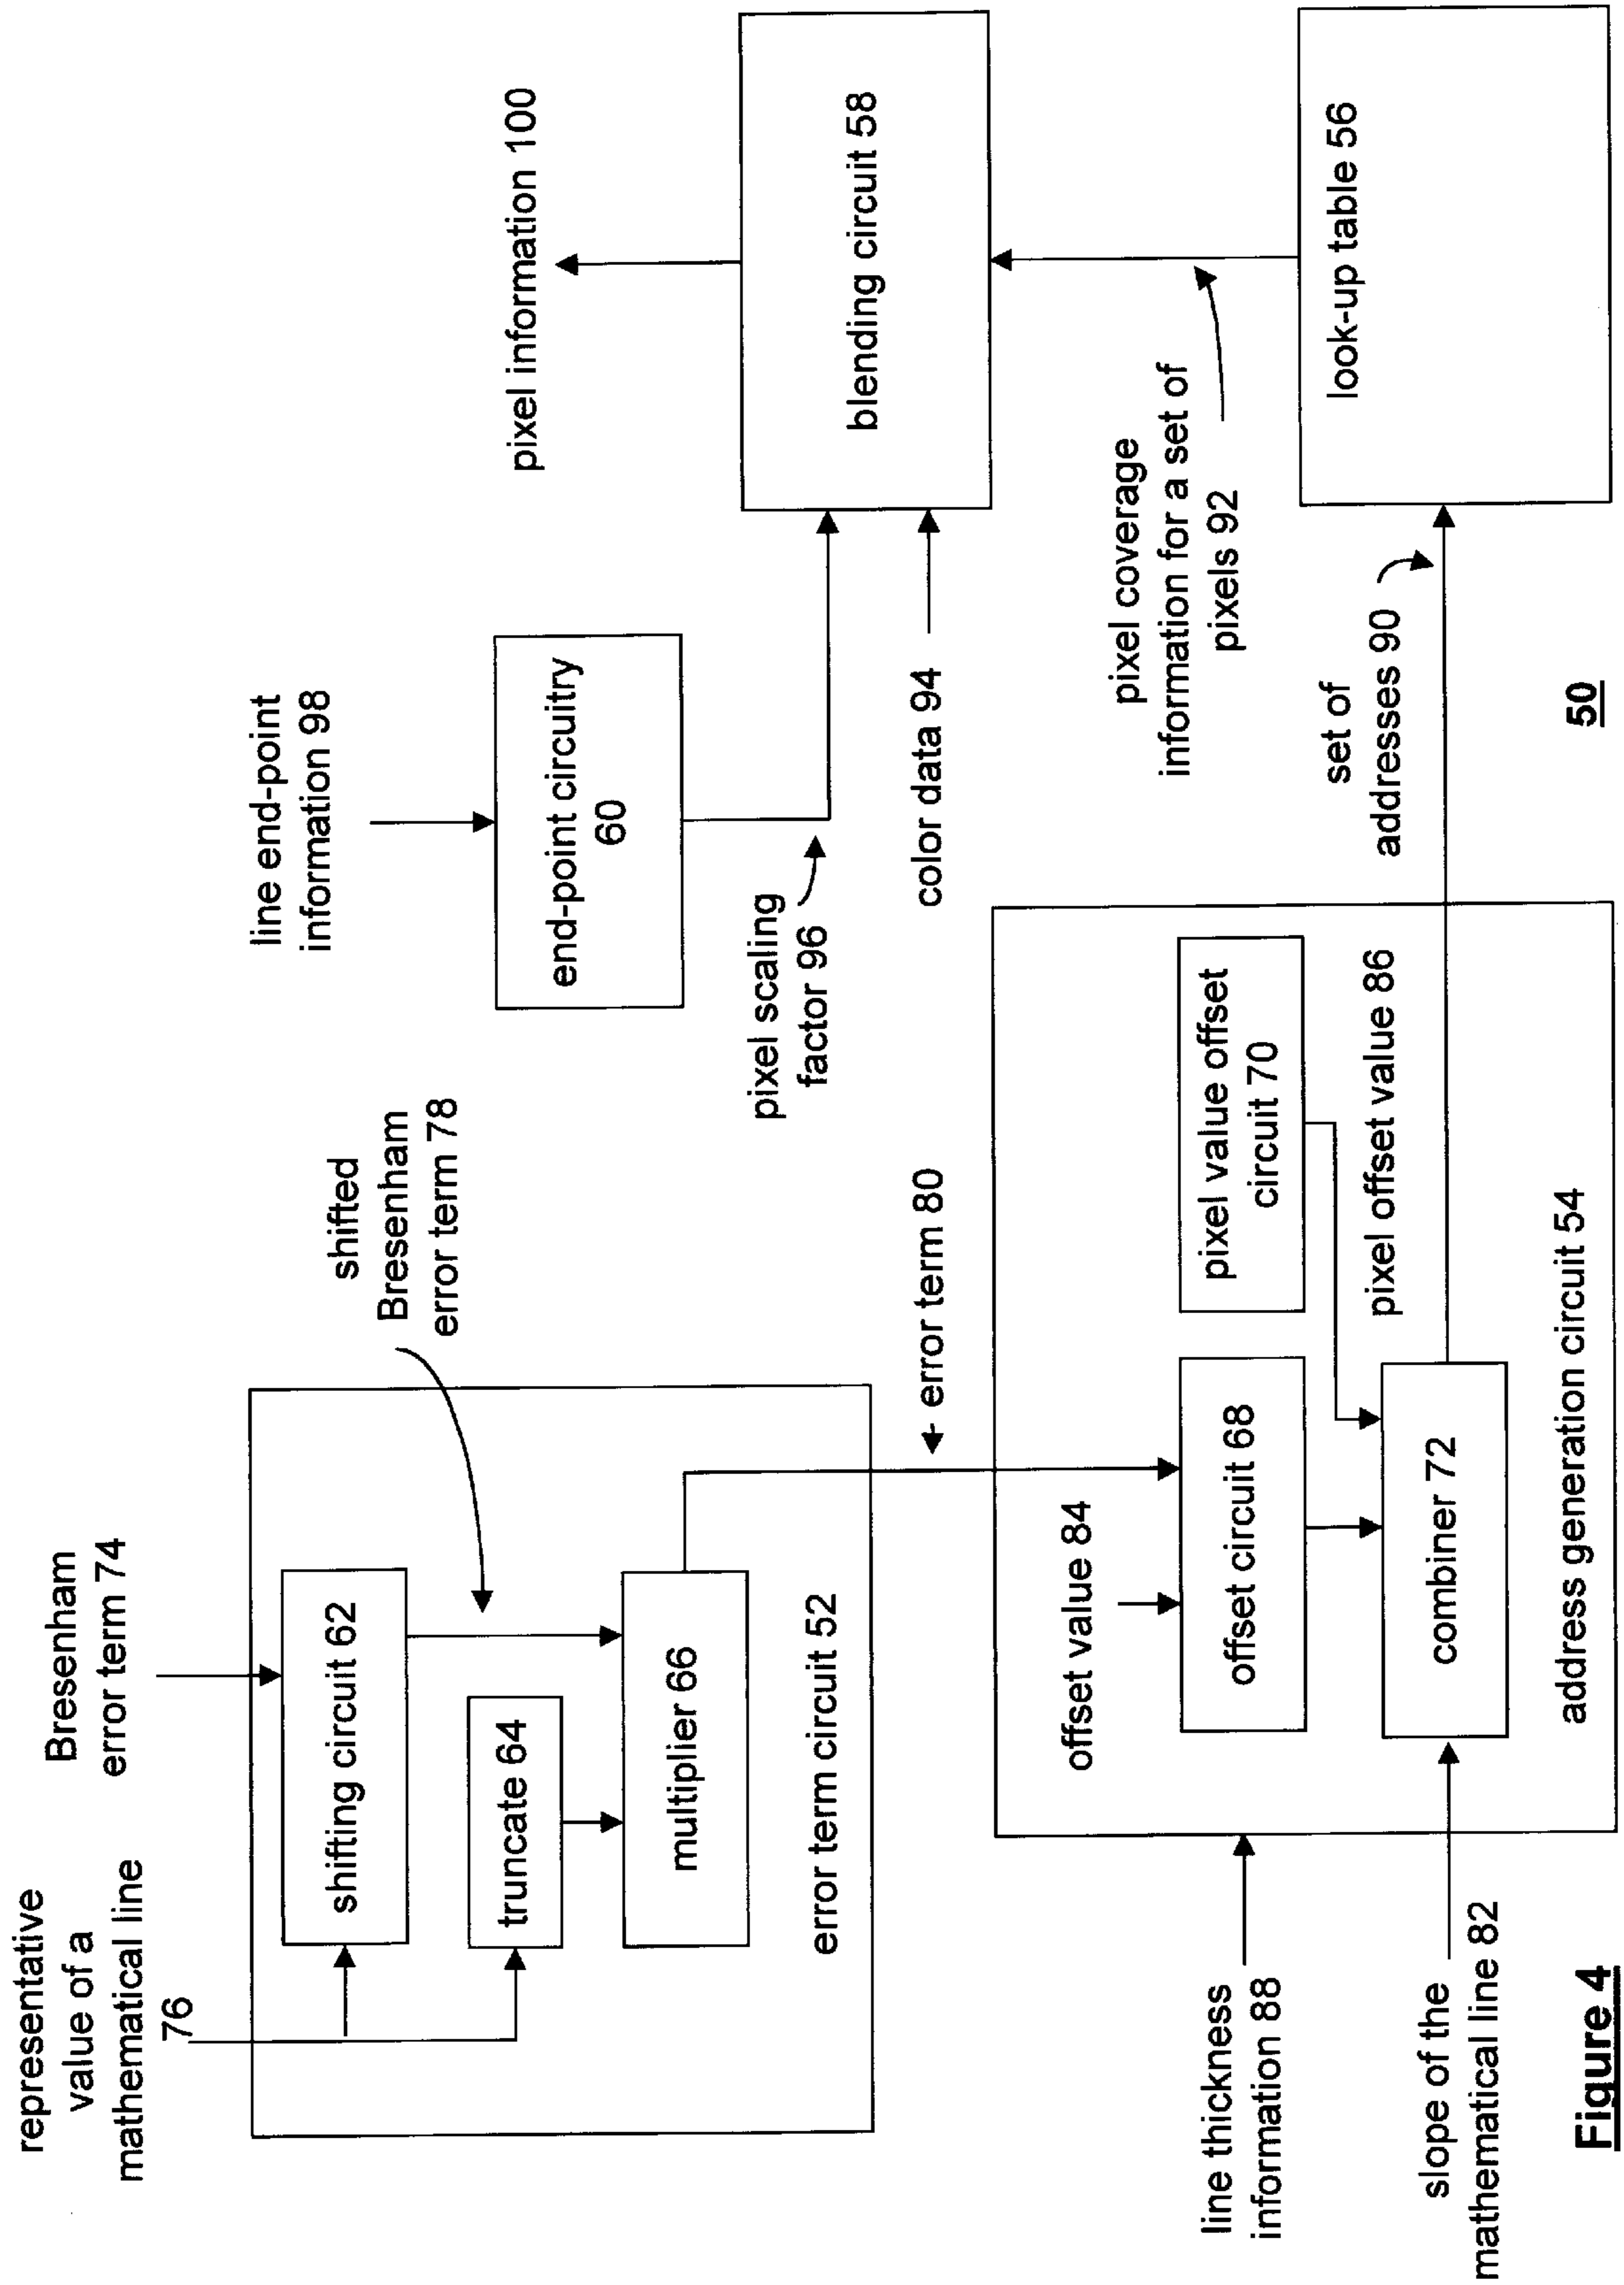 representative
value of a
mathematical line
76
Bresenham
error term 74
shifting circuit 62
truncate 64
multiplier 66
error term circuit 52
shifted
Bresenham
error term 78
error term 80
line end-point
information 98
end-point circuitry
60
pixel scaling
factor 96
color data 94
pixel information 100
blending circuit 58
pixel coverage
information for a set of
pixels 92
look-up table 56
set of
addresses 90
line thickness
information 88
slope of the
mathematical line 82
offset value 84
offset circuit 68
pixel value offset
circuit 70
pixel offset value 86
combiner 72
address generation circuit 54
50
Figure 4